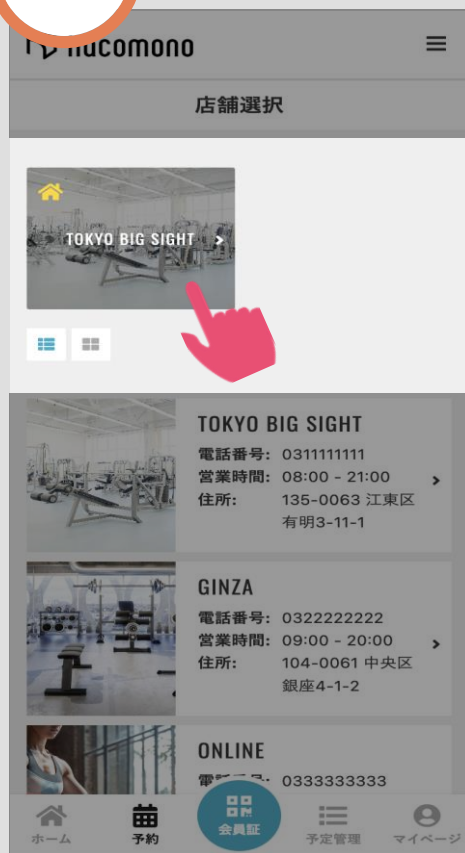 hacomono
店舗選択
TOKYO BIG SIGHT
TOKYO BIG SIGHT
電話番号: 0311111111
営業時間: 08:00 - 21:00
住所: 135-0063 江東区
有明3-11-1
GINZA
電話番号: 0322222222
営業時間: 09:00 - 20:00
住所: 104-0061 中央区
銀座4-1-2
ONLINE
電話番号: 0333333333
ホーム
予約
会員証
予定管理
マイページ